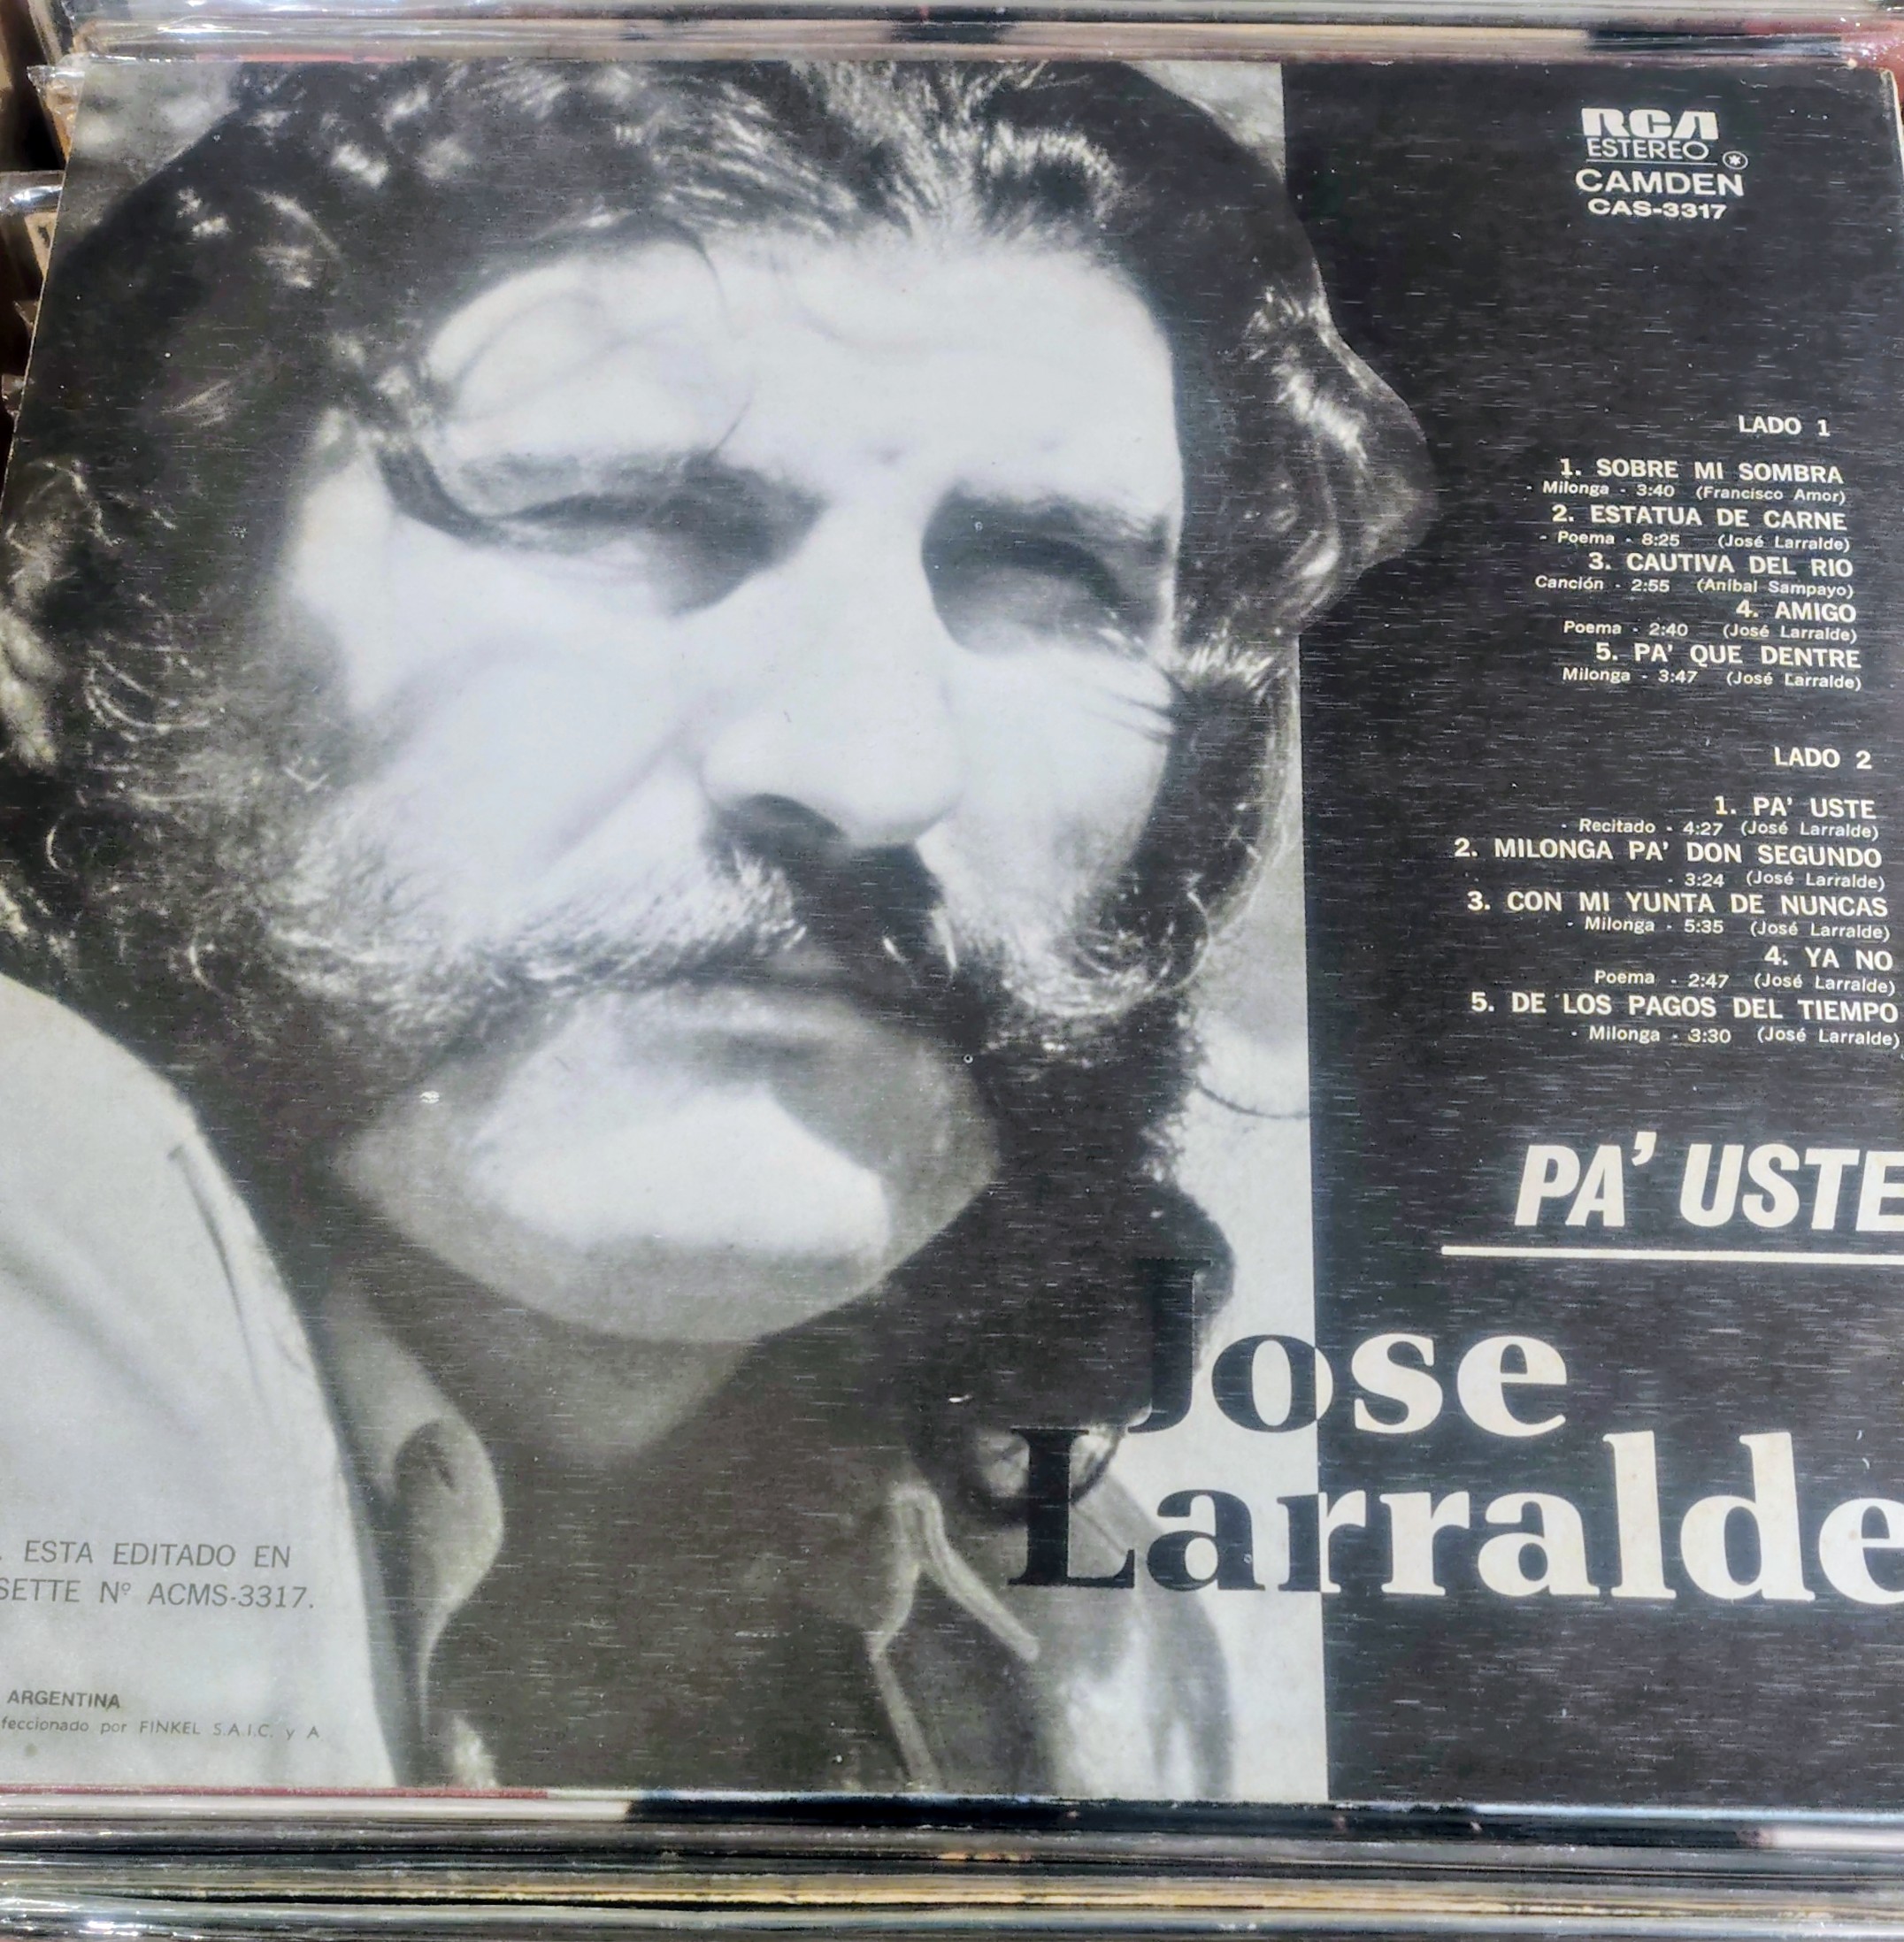 RCA
ESTEREO
CAMDEN
CAS-3317
LADO 1
1. SOBRE MI SOMBRA
- Milonga - 3:40 (Francisco Amor)
2. ESTATUA DE CARNE
- Poema - 8:25 (José Larralde)
3. CAUTIVA DEL RIO
Canción - 2:55 (Aníbal Sampayo)
4. AMIGO
Poema - 2:40 (José Larralde)
5. PA' QUE DENTRE
Milonga - 3:47 (José Larralde)
LADO 2
1. PA' USTE
- Recitado - 4:27 (José Larralde)
2. MILONGA PA' DON SEGUNDO
- 3:24 (José Larralde)
3. CON MI YUNTA DE NUNCAS
- Milonga - 5:35 (José Larralde)
4. YA NO
Poema - 2:47 (José Larralde)
5. DE LOS PAGOS DEL TIEMPO
- Milonga - 3:30 (José Larralde)
PA' USTE
Jose
Larralde
. ESTA EDITADO EN
SETTE Nº ACMS-3317.
ARGENTINA
feccionado por FINKEL S.A.I.C. y A